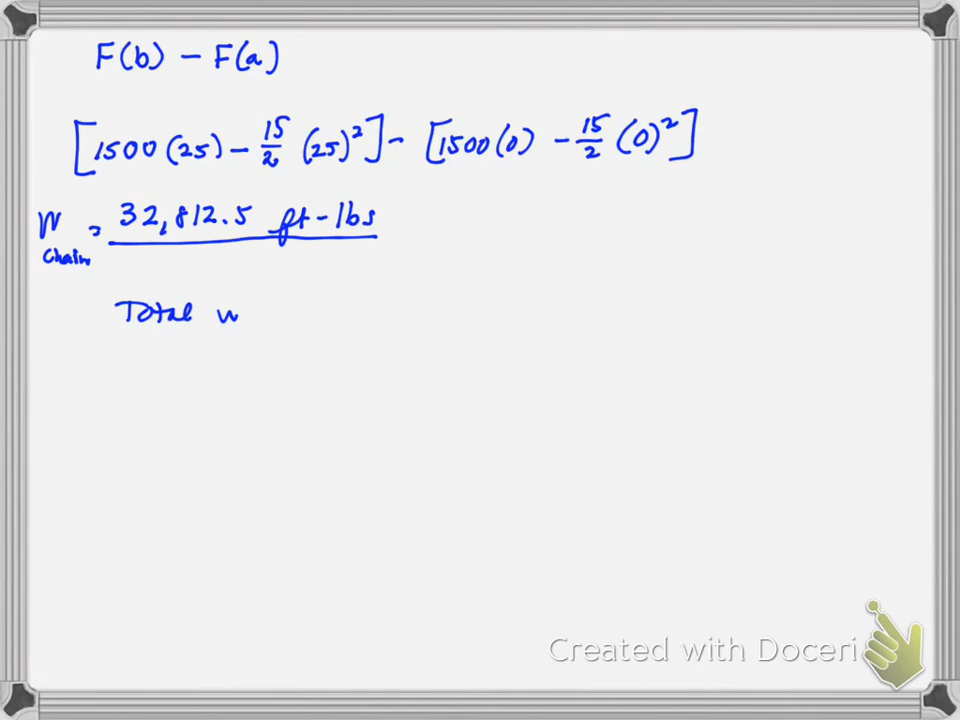 F(b) - F(a)
[1500(25) - 15/2 (25)²] - [1500(0) - 15/2 (0)²]
W chain = 32,812.5 ft-lbs
Total w
Created with Doceri